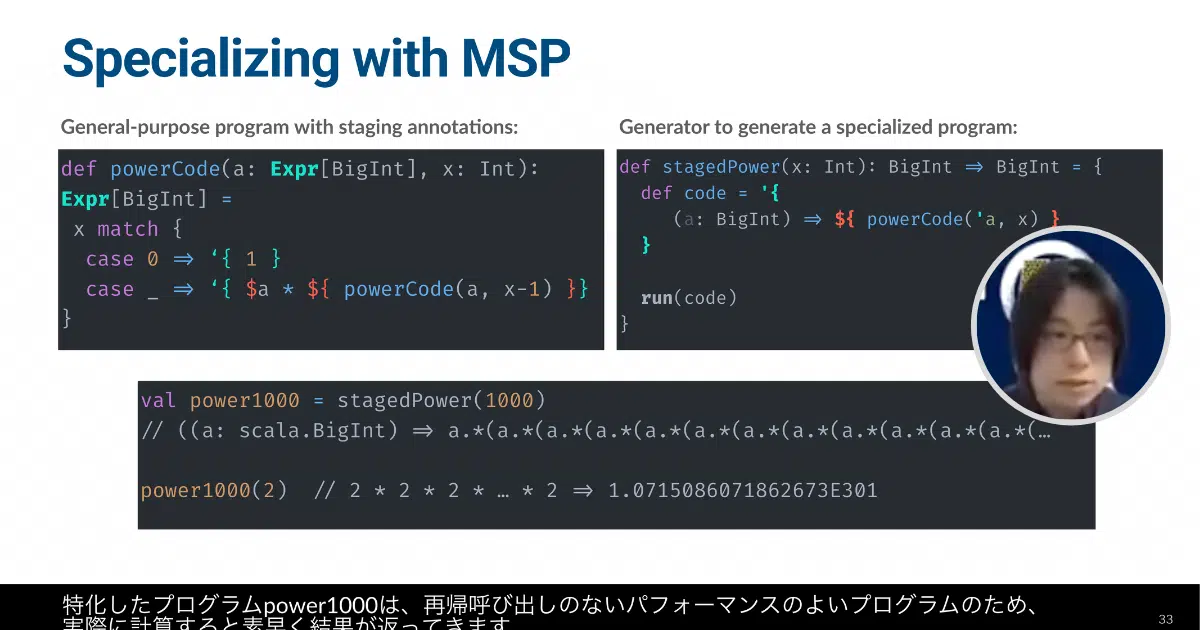 Specializing with MSP
General-purpose program with staging annotations:
def powerCode(a: Expr[BigInt], x: Int):
Expr[BigInt] =
x match {
case 0 ⇒ ‘{ 1 }
case _ ⇒ ‘{ $a * ${ powerCode(a, x-1) }}
}
Generator to generate a specialized program:
def stagedPower(x: Int): BigInt ⇒ BigInt = {
def code = '{
(a: BigInt) ⇒ ${ powerCode('a, x) }
}
run(code)
}
val power1000 = stagedPower(1000)
// ((a: scala.BigInt) ⇒ a.*(a.*(a.*(a.*(a.*(a.*(a.*(a.*(a.*(a.*(a.*(a.*(…
power1000(2) // 2 * 2 * 2 * … * 2 ⇒ 1.0715086071862673E301
特化したプログラムpower1000は、再帰呼び出しのないパフォーマンスのよいプログラムのため、
実際に計算すると素早く結果が返ってきます
33